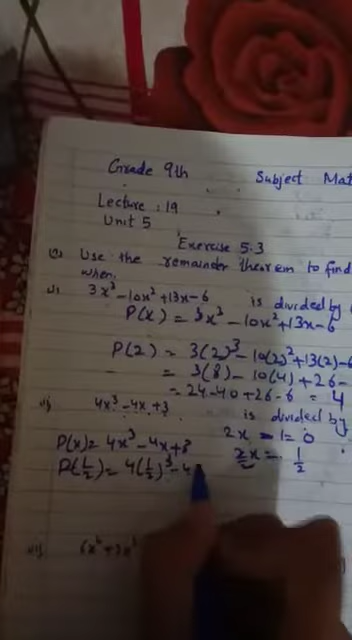 Grade 9th Subject Mat
Lecture : 19
Unit 5
Exercise 5.3
Use the remainder theorem to find
when,
3x³-10x²+13x-6 is divided by
P(x) = 3x³-10x²+13x-6
P(2) = 3(2)³-10(2)²+13(2)-6
= 3(8)-10(4)+26-
= 24-40+26-6 = 4
ii) 4x³-4x+3 is divided by
2x-1=0
P(x) = 4x³-4x+3
2x = 1/2
P(1/2) = 4(1/2)³-4
iii)